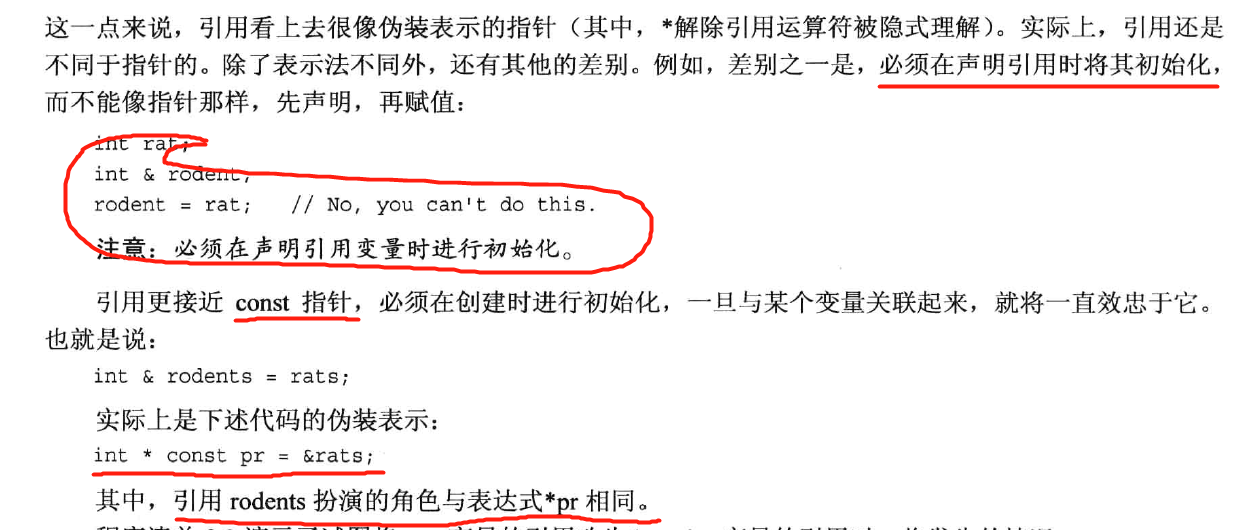 这一点来说，引用看上去很像伪装表示的指针（其中，*解除引用运算符被隐式理解）。实际上，引用还是
不同于指针的。除了表示法不同外，还有其他的差别。例如，差别之一是，必须在声明引用时将其初始化，
而不能像指针那样，先声明，再赋值：
int rat;
int & rodent;
rodent = rat;   // No, you can't do this.
注意：必须在声明引用变量时进行初始化。
引用更接近 const 指针，必须在创建时进行初始化，一旦与某个变量关联起来，就将一直效忠于它。
也就是说：
int & rodents = rats;
实际上是下述代码的伪装表示：
int * const pr = &rats;
其中，引用 rodents 扮演的角色与表达式*pr 相同。